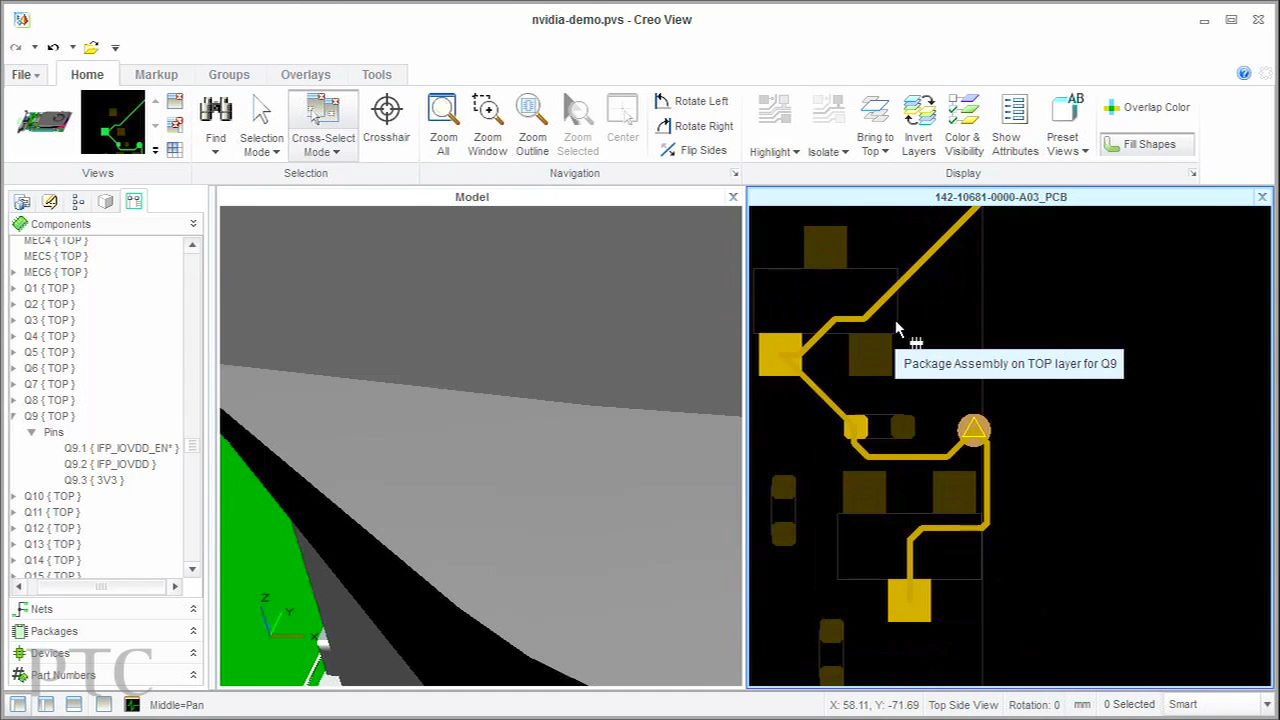 nvidia-demo.pvs - Creo View
File
Home
Markup
Groups
Overlays
Tools
Find
Selection Mode
Cross-Select Mode
Crosshair
Zoom All
Zoom Window
Zoom Outline
Zoom Selected
Center
Rotate Left
Rotate Right
Flip Sides
Highlight
Isolate
Bring to Top
Invert Layers
Color & Visibility
Show Attributes
AB
Preset Views
Overlap Color
Fill Shapes
Views
Selection
Navigation
Display
Model
142-10681-0000-A03_PCB
Components
MEC4 { TOP }
MEC5 { TOP }
MEC6 { TOP }
Q1 { TOP }
Q2 { TOP }
Q3 { TOP }
Q4 { TOP }
Q5 { TOP }
Q6 { TOP }
Q7 { TOP }
Q8 { TOP }
Q9 { TOP }
Pins
Q9.1 { IFP_IOVDD_EN* }
Q9.2 { IFP_IOVDD }
Q9.3 { 3V3 }
Q10 { TOP }
Q11 { TOP }
Q12 { TOP }
Q13 { TOP }
Q14 { TOP }
Q15 { TOP }
Nets
Packages
Devices
Part Numbers
PTC
Z
Y
X
Package Assembly on TOP layer for Q9
Middle=Pan
X: 58.11, Y: -71.69
Top Side View
Rotation: 0
mm
0 Selected
Smart